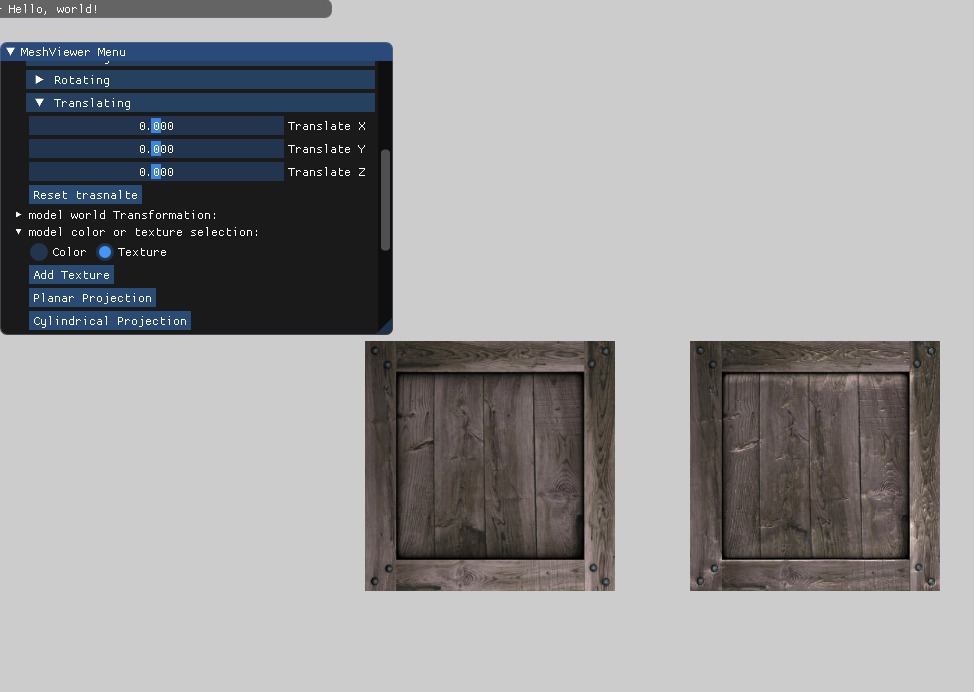 Hello, world!
MeshViewer Menu
Rotating
Translating
0.000 Translate X
0.000 Translate Y
0.000 Translate Z
Reset trasnalte
model world Transformation:
model color or texture selection:
Color Texture
Add Texture
Planar Projection
Cylindrical Projection